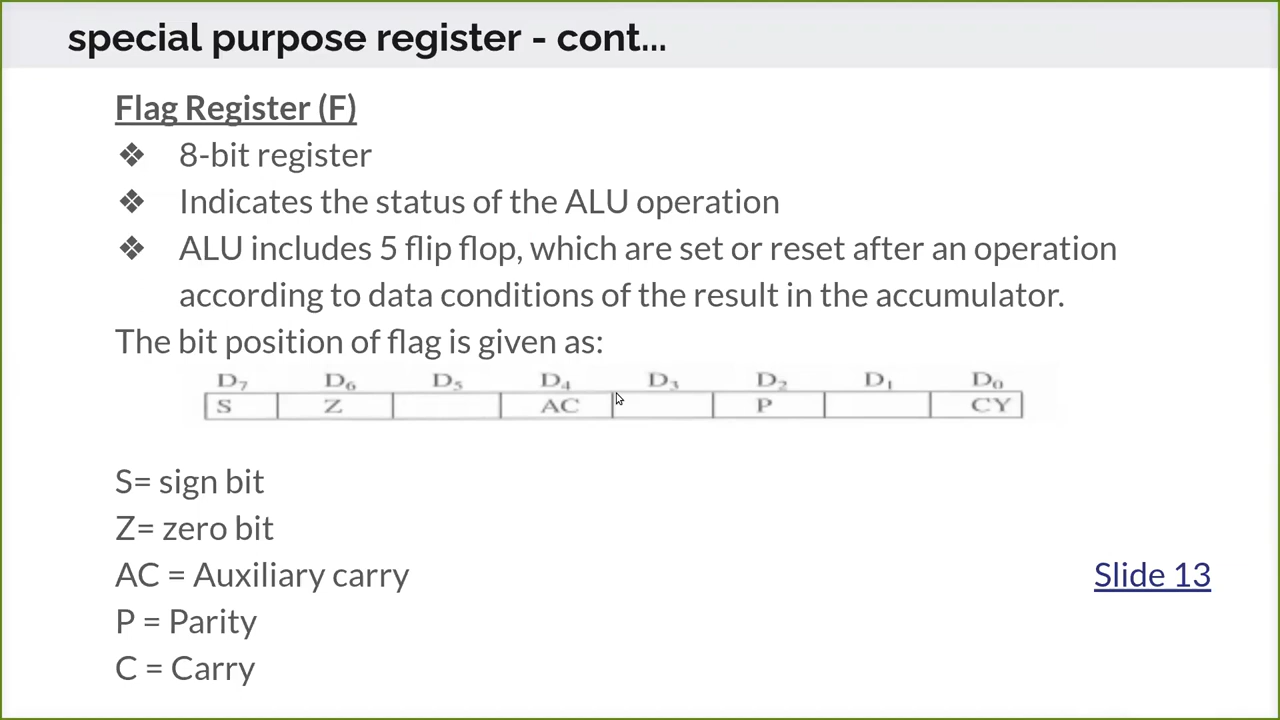 special purpose register - cont...
Flag Register (F)
❖ 8-bit register
❖ Indicates the status of the ALU operation
❖ ALU includes 5 flip flop, which are set or reset after an operation
according to data conditions of the result in the accumulator.
The bit position of flag is given as:
D₇ D₆ D₅ D₄ D₃ D₂ D₁ D₀
S Z AC P CY
S= sign bit
Z= zero bit
AC = Auxiliary carry
Slide 13
P = Parity
C = Carry